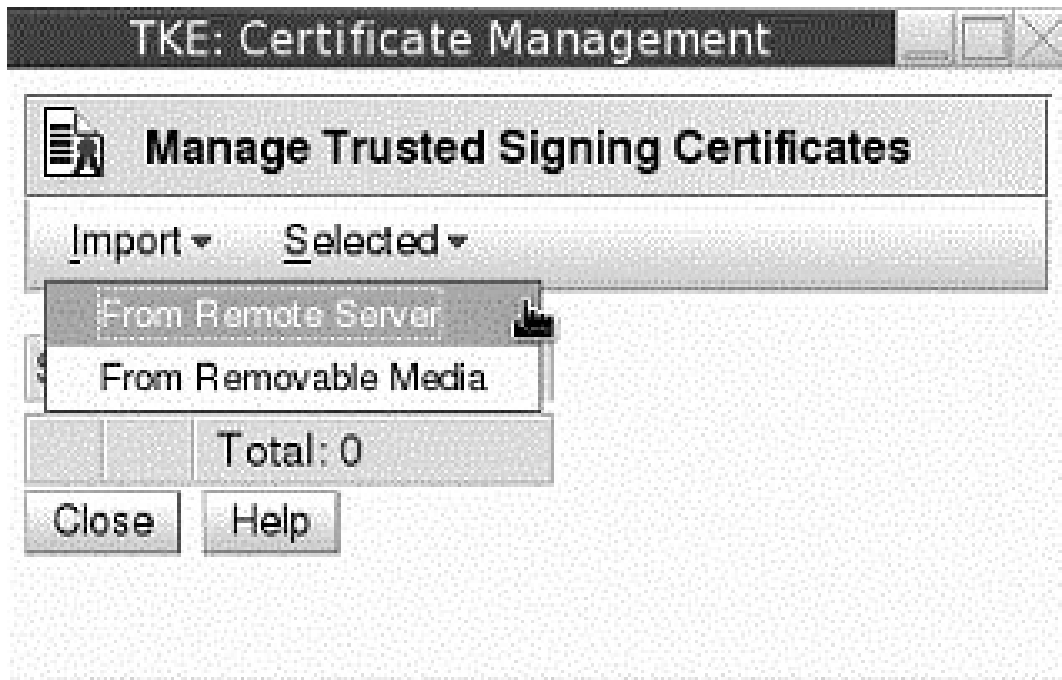 TKE: Certificate Management
Manage Trusted Signing Certificates
Import Selected
From Remote Server
From Removable Media
Total: 0
Close Help